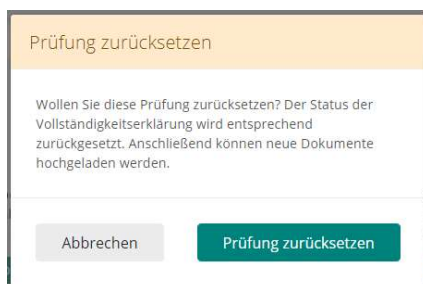 Prüfung zurücksetzen
Wollen Sie diese Prüfung zurücksetzen? Der Status der
Vollständigkeitserklärung wird entsprechend
zurückgesetzt. Anschließend können neue Dokumente
hochgeladen werden.
Abbrechen
Prüfung zurücksetzen